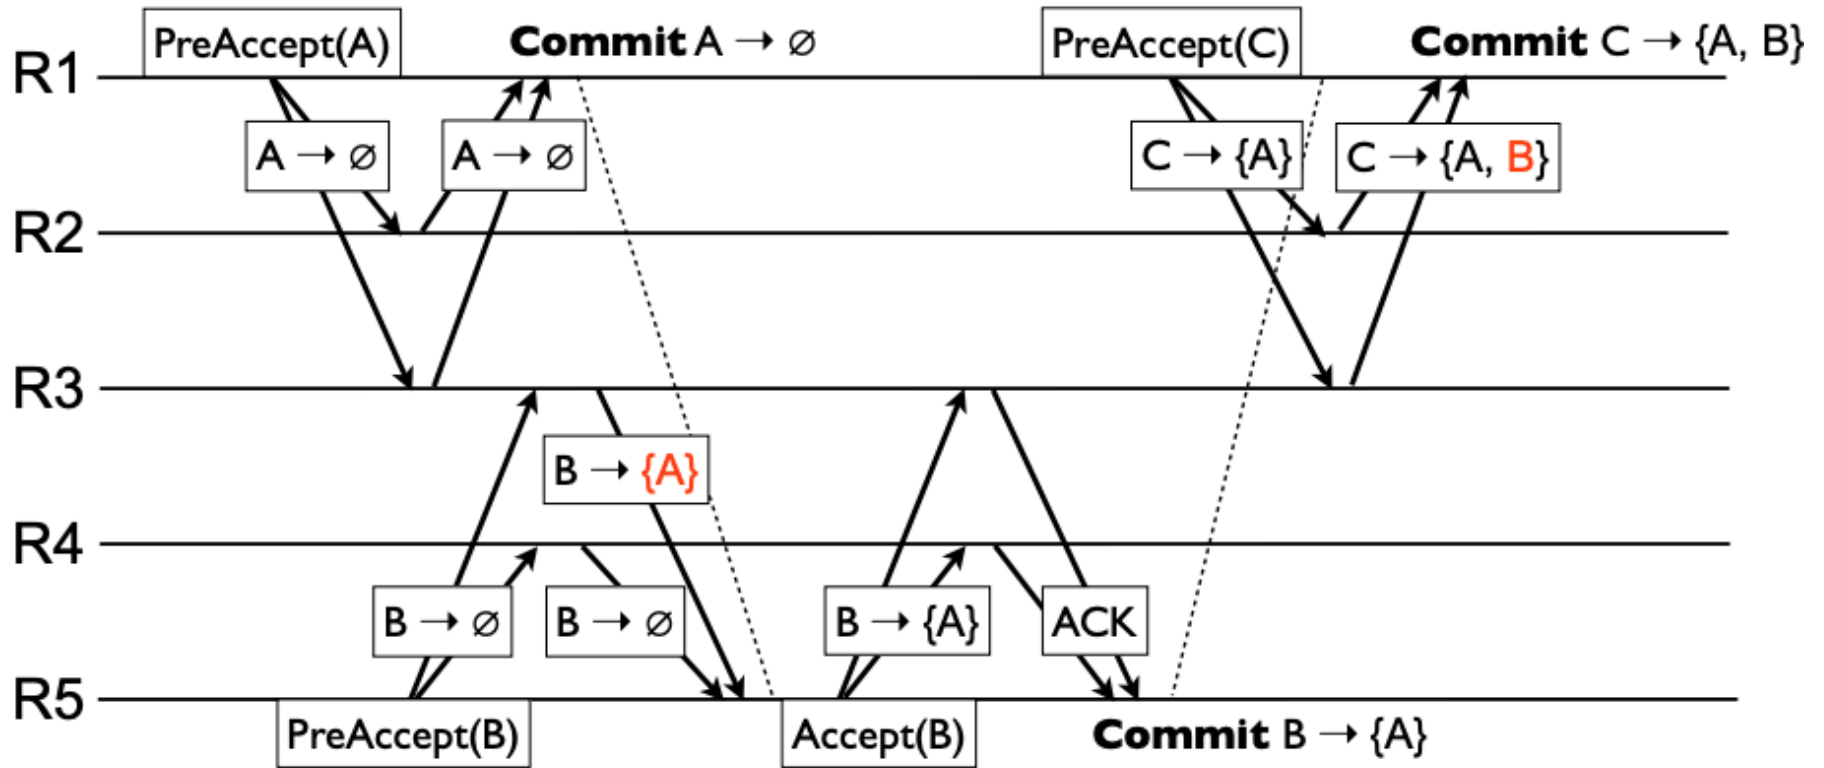 PreAccept(A)
Commit A → ∅
PreAccept(C)
Commit C → {A, B}
R1
A → ∅
A → ∅
C → {A}
C → {A, B}
R2
R3
B → {A}
R4
B → ∅
B → ∅
B → {A}
ACK
R5
PreAccept(B)
Accept(B)
Commit B → {A}